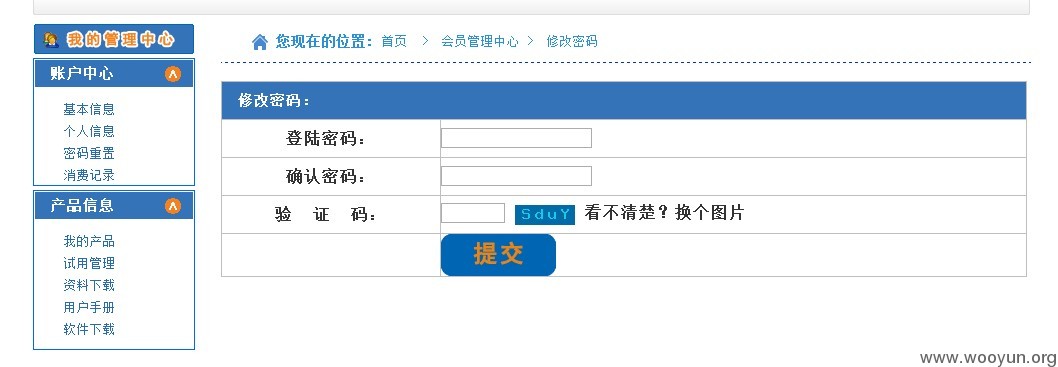 我的管理中心
账户中心
基本信息
个人信息
密码重置
消费记录
产品信息
我的产品
试用管理
资料下载
用户手册
软件下载
您现在的位置：首页 > 会员管理中心 > 修改密码
修改密码：
登陆密码：
确认密码：
验 证 码： SduY 看不清楚？换个图片
提交
www.wooyun.org